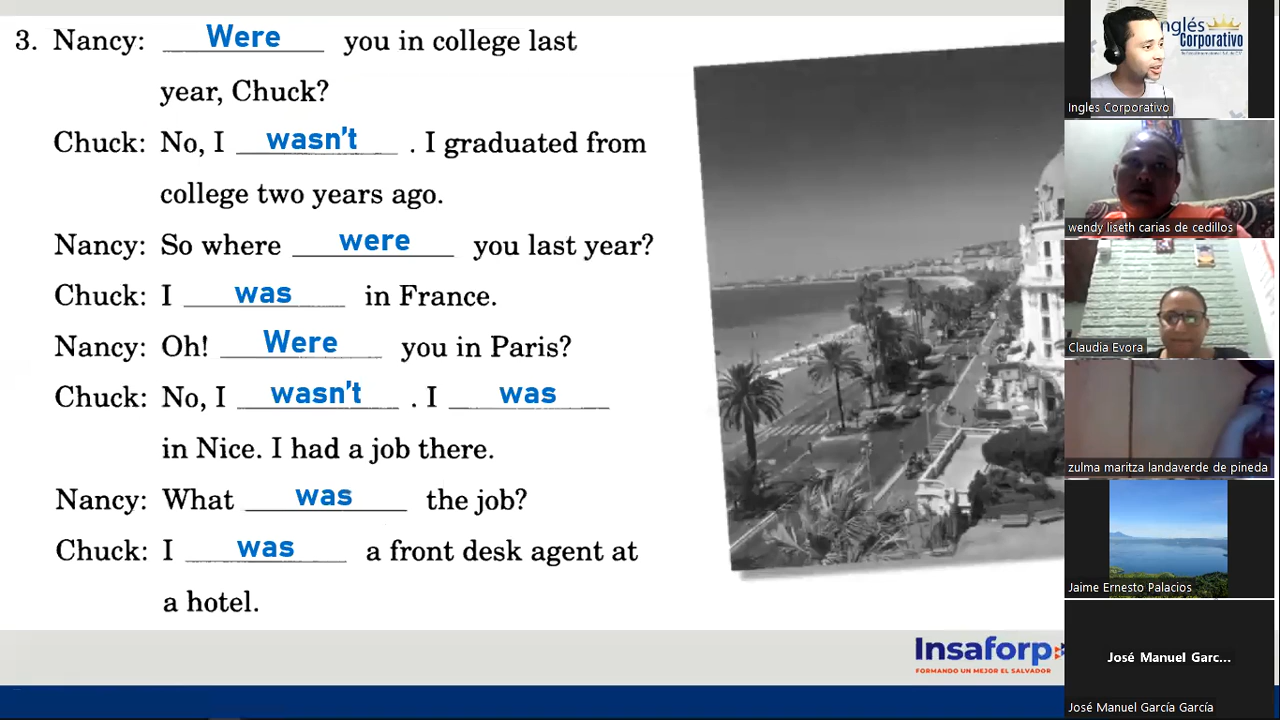 3. Nancy: Were you in college last
year, Chuck?
Chuck: No, I wasn't . I graduated from
college two years ago.
Nancy: So where were you last year?
Chuck: I was in France.
Nancy: Oh! Were you in Paris?
Chuck: No, I wasn't . I was
in Nice. I had a job there.
Nancy: What was the job?
Chuck: I was a front desk agent at
a hotel.
Insaforp
FORMANDO UN MEJOR EL SALVADOR
Inglés
Corporativo
Ingles Corporativo
wendy liseth carias de cedillos
Claudia Evora
zulma maritza landaverde de pineda
Jaime Ernesto Palacios
José Manuel Garc...
José Manuel García García